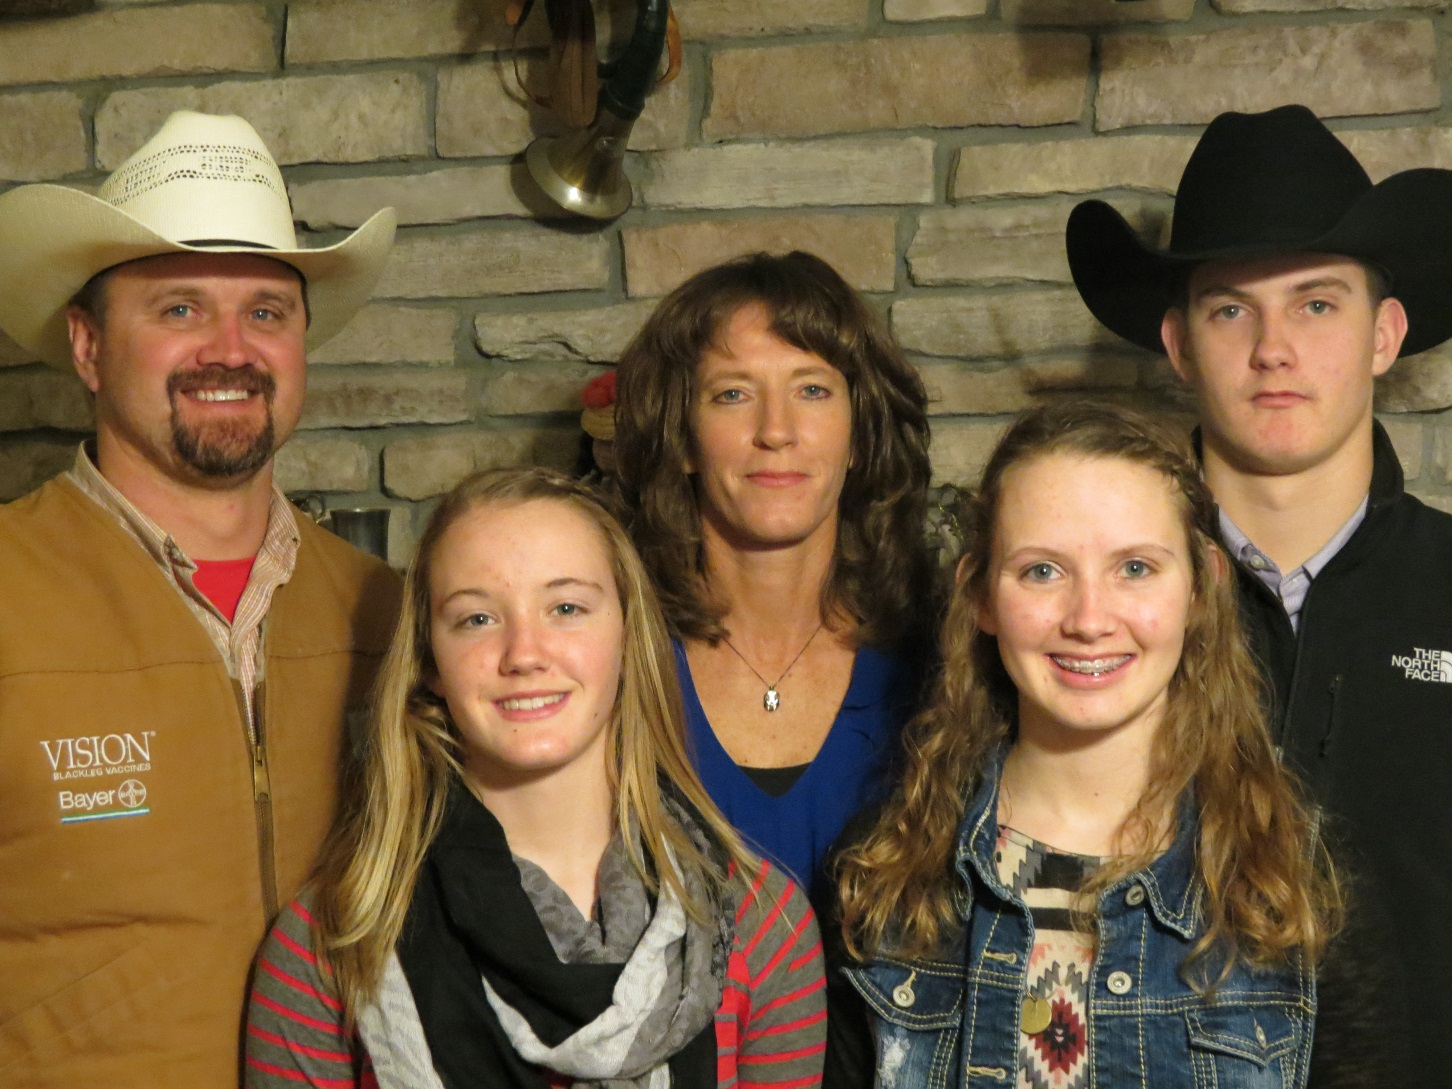 VISION®
BLACKLEG VACCINES
Bayer
THE
NORTH
FACE